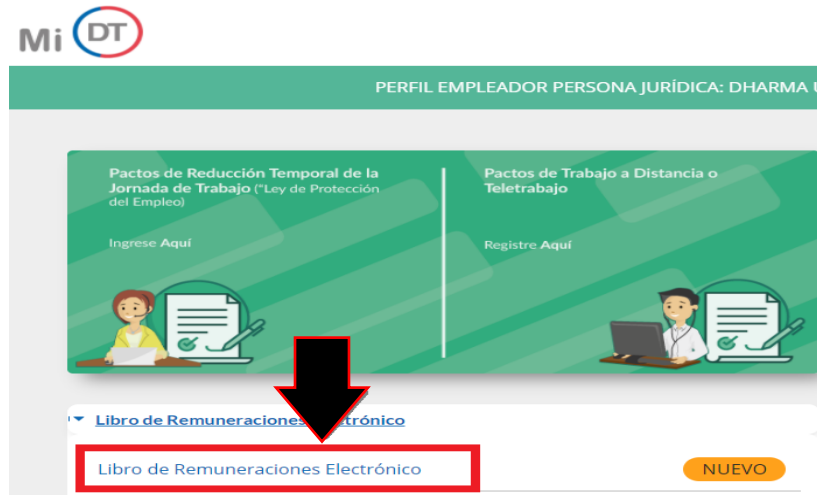 Mi DT
PERFIL EMPLEADOR PERSONA JURÍDICA: DHARMA
Pactos de Reducción Temporal de la
Jornada de Trabajo ("Ley de Protección
del Empleo)
Ingrese Aquí
Pactos de Trabajo a Distancia o
Teletrabajo
Registre Aquí
Libro de Remuneraciones
Libro de Remuneraciones Electrónico
NUEVO